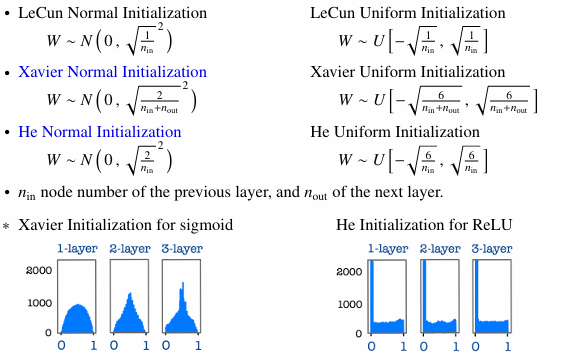 • LeCun Normal Initialization LeCun Uniform Initialization
W ~ N(0, √(1/n_in)²) W ~ U[−√(1/n_in), √(1/n_in)]
• Xavier Normal Initialization Xavier Uniform Initialization
W ~ N(0, √(2/(n_in+n_out))²) W ~ U[−√(6/(n_in+n_out)), √(6/(n_in+n_out))]
• He Normal Initialization He Uniform Initialization
W ~ N(0, √(2/n_in)²) W ~ U[−√(6/n_in), √(6/n_in)]
• n_in node number of the previous layer, and n_out of the next layer.
* Xavier Initialization for sigmoid He Initialization for ReLU
1-layer 2-layer 3-layer 1-layer 2-layer 3-layer
2000 2000
1000 1000
0 0
0 1 0 1 0 1 0 1